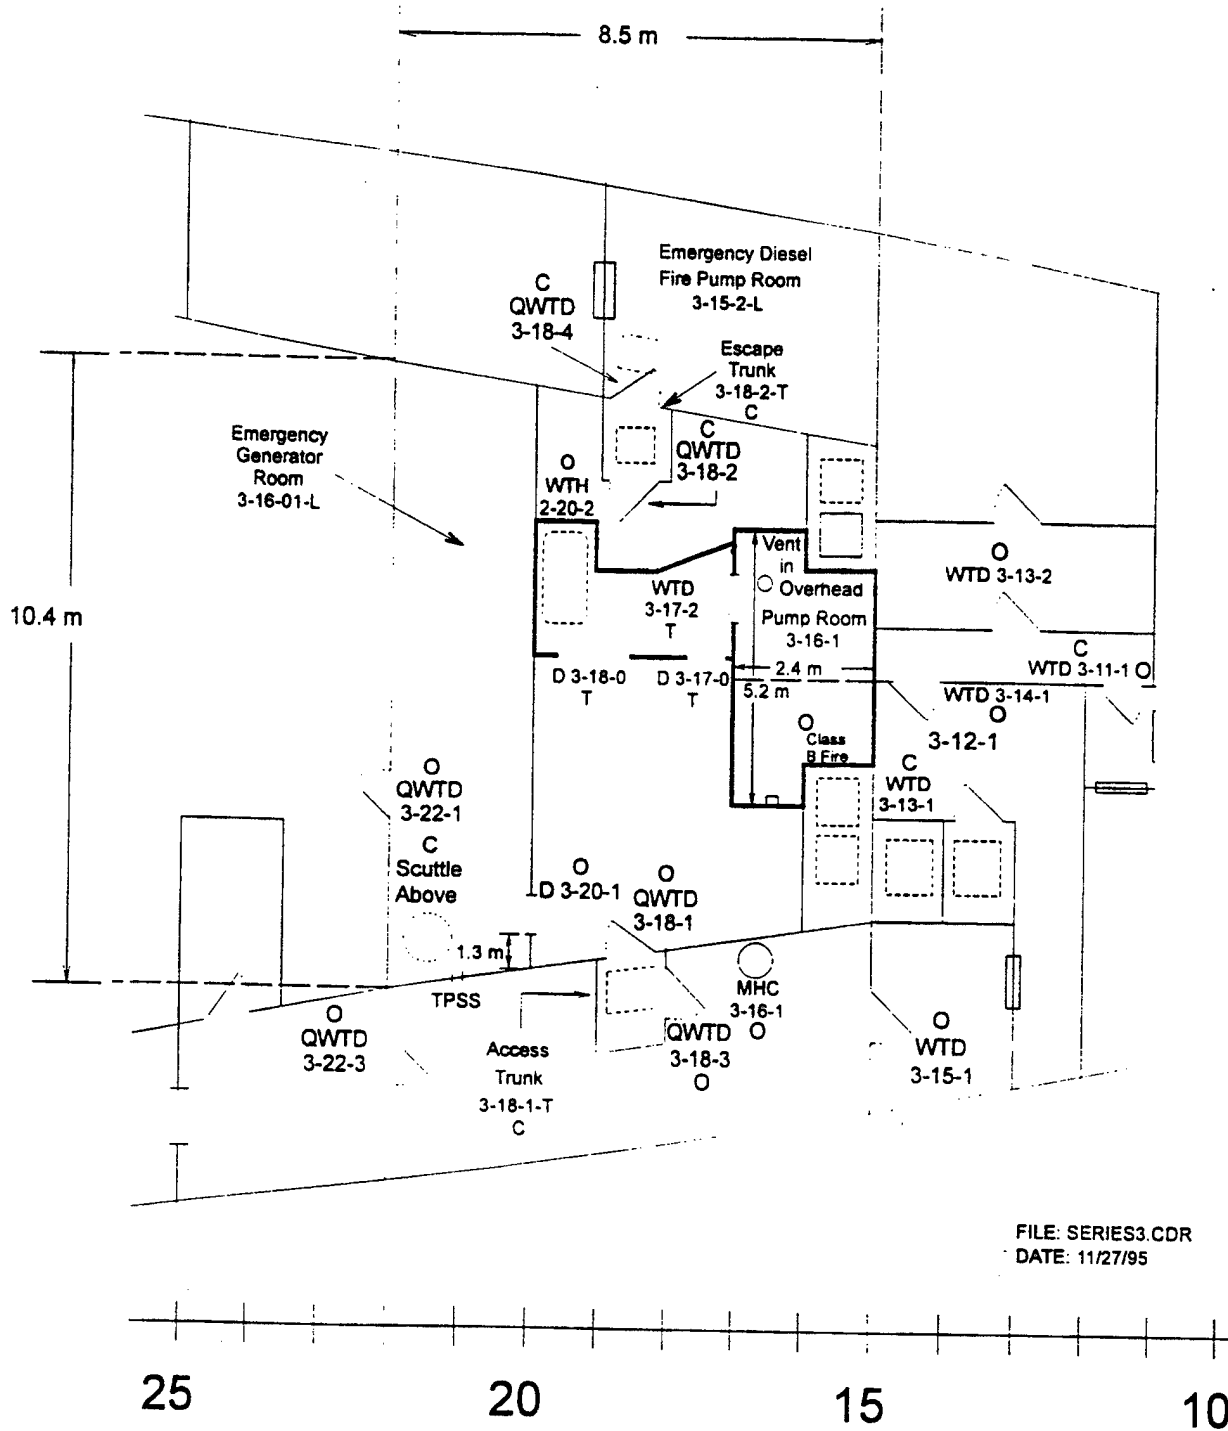 8.5 m
Emergency Diesel
Fire Pump Room
3-15-2-L
C
QWTD
3-18-4
Escape
Trunk
3-18-2-T
C
Emergency
Generator
Room
3-16-01-L
C
QWTD
3-18-2
O
WTH
2-20-2
Vent
in
Overhead
O
WTD 3-13-2
WTD
3-17-2
T
10.4 m
Pump Room
3-16-1
C
WTD 3-11-1 O
D 3-18-0
T
D 3-17-0
T
2.4 m
5.2 m
WTD 3-14-1
O
O
Class
B Fire
3-12-1
O
QWTD
3-22-1
C
WTD
3-13-1
C
Scuttle
Above
O
D 3-20-1
O
QWTD
3-18-1
1.3 m
TPSS
MHC
3-16-1
O
O
QWTD
3-22-3
Access
Trunk
3-18-1-T
C
QWTD
3-18-3
O
O
WTD
3-15-1
FILE: SERIES3.CDR
DATE: 11/27/95
25 20 15 10